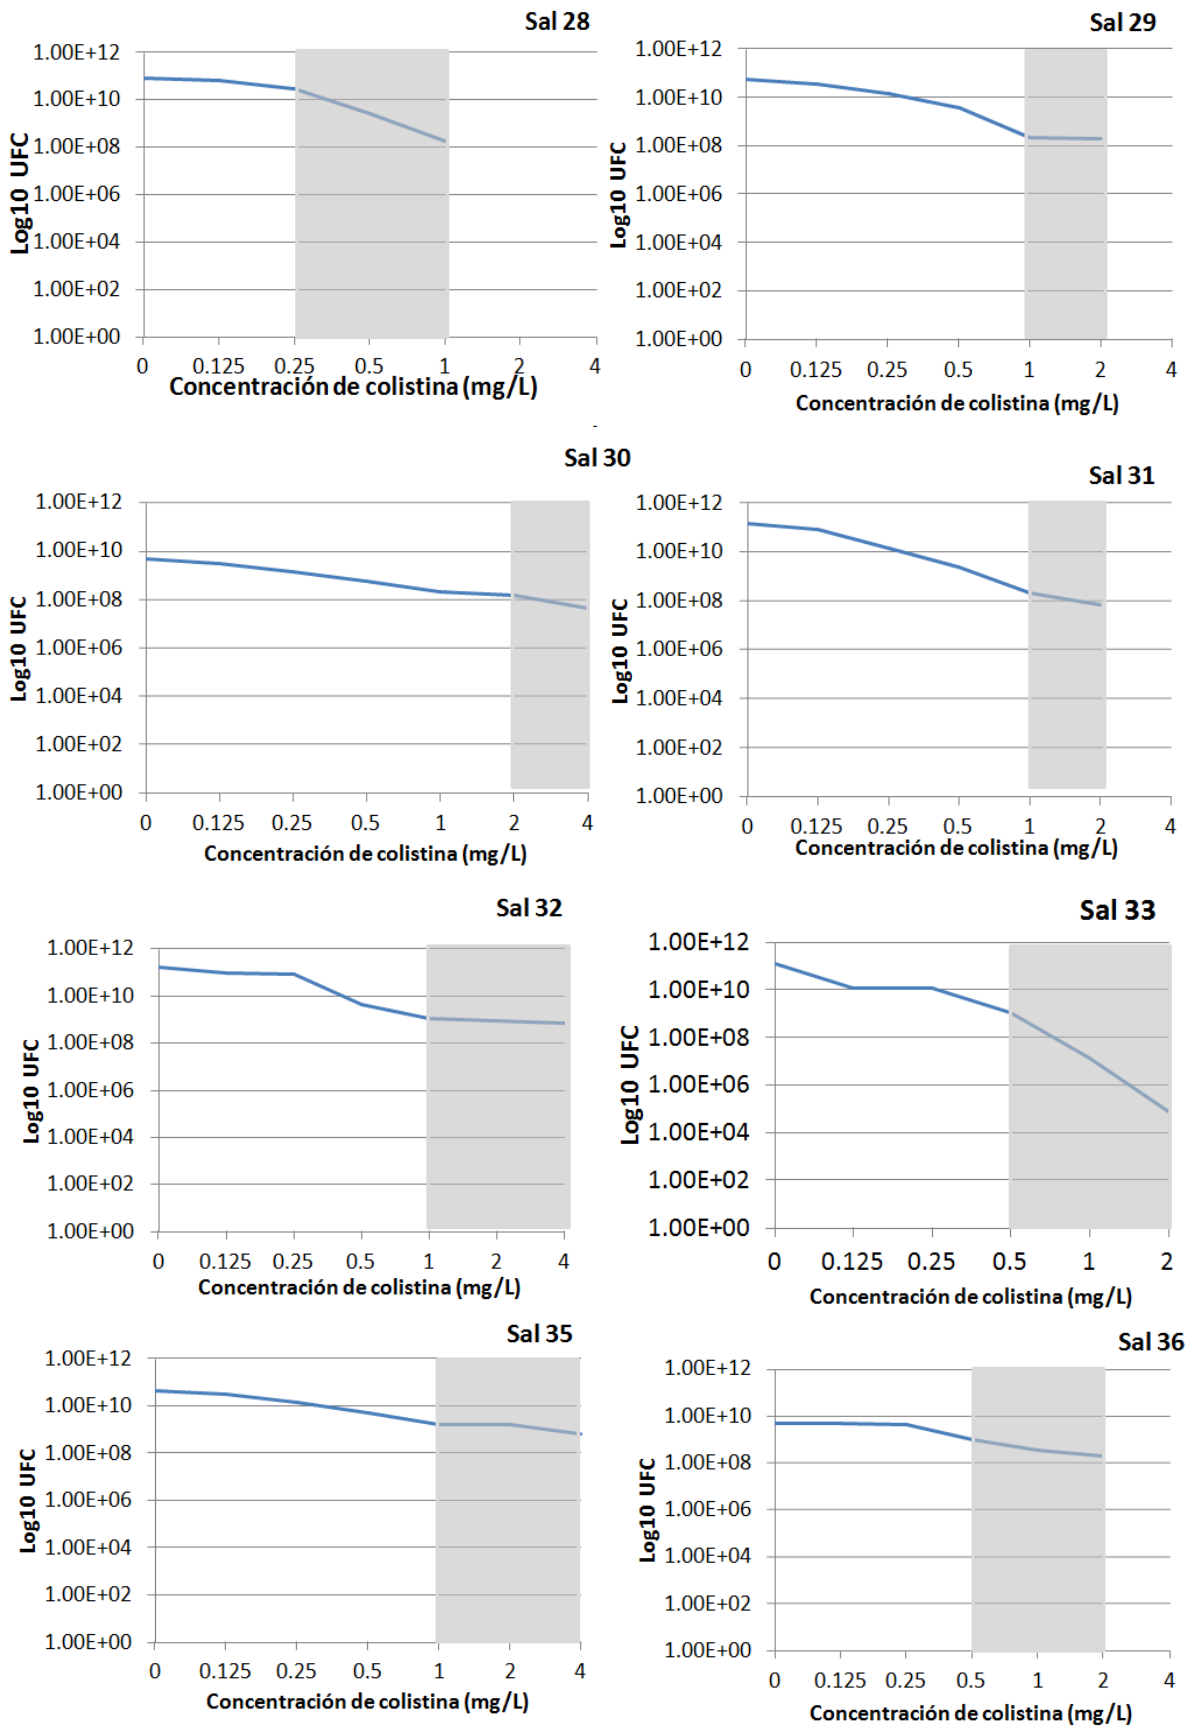 Sal 28
1.00E+12
1.00E+10
1.00E+08
1.00E+06
1.00E+04
1.00E+02
1.00E+00
Log10 UFC
0 0.125 0.25 0.5 1 2 4
Concentración de colistina (mg/L)
Sal 29
1.00E+12
1.00E+10
1.00E+08
1.00E+06
1.00E+04
1.00E+02
1.00E+00
Log10 UFC
0 0.125 0.25 0.5 1 2 4
Concentración de colistina (mg/L)
Sal 30
1.00E+12
1.00E+10
1.00E+08
1.00E+06
1.00E+04
1.00E+02
1.00E+00
Log10 UFC
0 0.125 0.25 0.5 1 2 4
Concentración de colistina (mg/L)
Sal 31
1.00E+12
1.00E+10
1.00E+08
1.00E+06
1.00E+04
1.00E+02
1.00E+00
Log10 UFC
0 0.125 0.25 0.5 1 2 4
Concentración de colistina (mg/L)
Sal 32
1.00E+12
1.00E+10
1.00E+08
1.00E+06
1.00E+04
1.00E+02
1.00E+00
Log10 UFC
0 0.125 0.25 0.5 1 2 4
Concentración de colistina (mg/L)
Sal 33
1.00E+12
1.00E+10
1.00E+08
1.00E+06
1.00E+04
1.00E+02
1.00E+00
Log10 UFC
0 0.125 0.25 0.5 1 2
Concentración de colistina (mg/L)
Sal 35
1.00E+12
1.00E+10
1.00E+08
1.00E+06
1.00E+04
1.00E+02
1.00E+00
Log10 UFC
0 0.125 0.25 0.5 1 2 4
Concentración de colistina (mg/L)
Sal 36
1.00E+12
1.00E+10
1.00E+08
1.00E+06
1.00E+04
1.00E+02
1.00E+00
Log10 UFC
0 0.125 0.25 0.5 1 2 4
Concentración de colistina (mg/L)